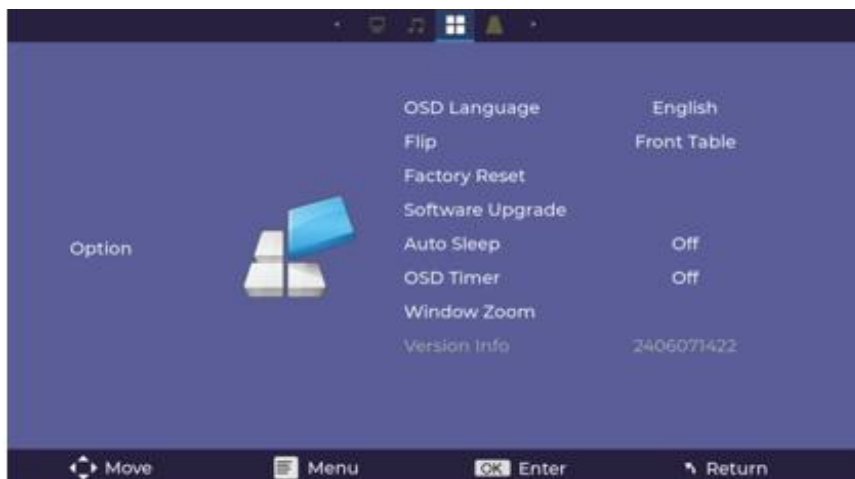 OSD Language English
Flip Front Table
Factory Reset
Software Upgrade
Option Auto Sleep Off
OSD Timer Off
Window Zoom
Version Info 2406071422
Move Menu OK Enter Return